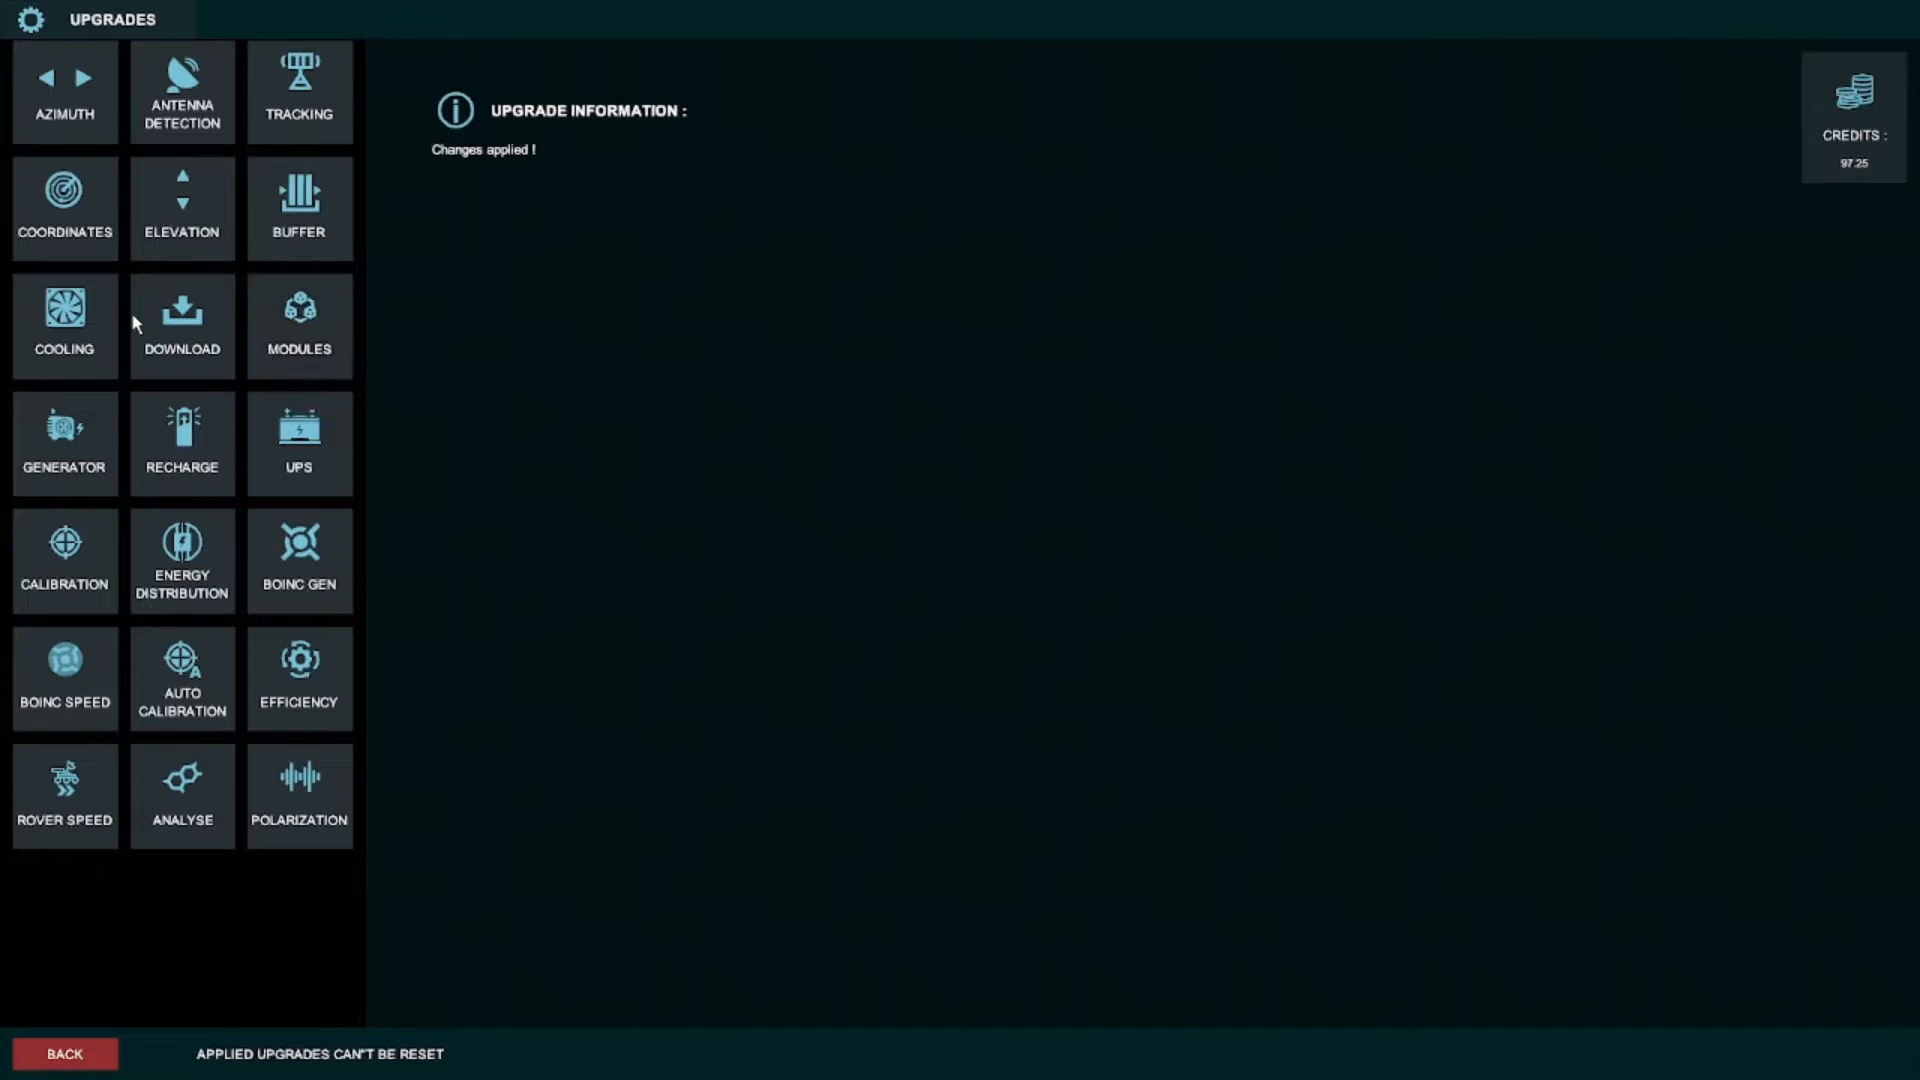 UPGRADES
AZIMUTH
ANTENNA
DETECTION
TRACKING
UPGRADE INFORMATION :
Changes applied !
CREDITS :
97.25
COORDINATES
ELEVATION
BUFFER
COOLING
DOWNLOAD
MODULES
GENERATOR
RECHARGE
UPS
CALIBRATION
ENERGY
DISTRIBUTION
BOINC GEN
BOINC SPEED
AUTO
CALIBRATION
EFFICIENCY
ROVER SPEED
ANALYSE
POLARIZATION
BACK
APPLIED UPGRADES CAN'T BE RESET